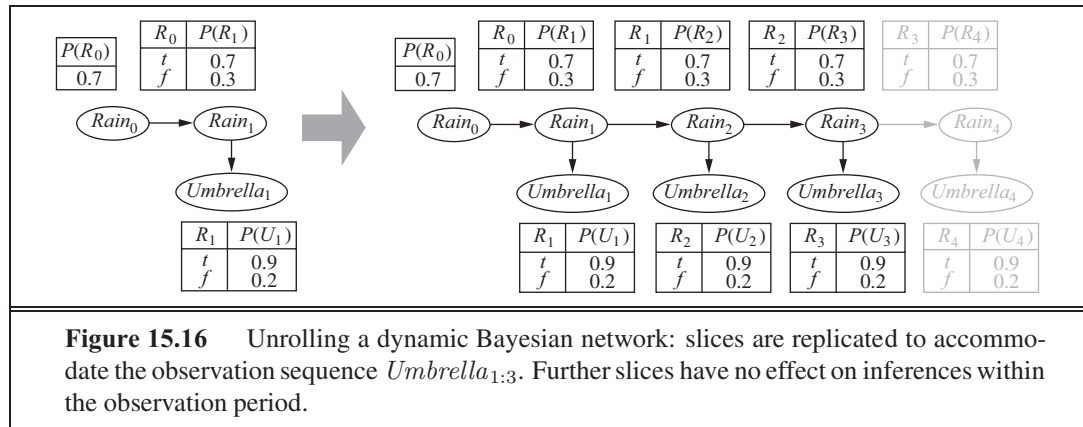 P(R₀)
0.7
R₀ P(R₁)
t 0.7
f 0.3
Rain₀
Rain₁
Umbrella₁
R₁ P(U₁)
t 0.9
f 0.2
P(R₀)
0.7
R₀ P(R₁)
t 0.7
f 0.3
R₁ P(R₂)
t 0.7
f 0.3
R₂ P(R₃)
t 0.7
f 0.3
R₃ P(R₄)
t 0.7
f 0.3
Rain₀
Rain₁
Rain₂
Rain₃
Rain₄
Umbrella₁
Umbrella₂
Umbrella₃
Umbrella₄
R₁ P(U₁)
t 0.9
f 0.2
R₂ P(U₂)
t 0.9
f 0.2
R₃ P(U₃)
t 0.9
f 0.2
R₄ P(U₄)
t 0.9
f 0.2
Figure 15.16 Unrolling a dynamic Bayesian network: slices are replicated to accommo-
date the observation sequence Umbrella₁:₃. Further slices have no effect on inferences within
the observation period.